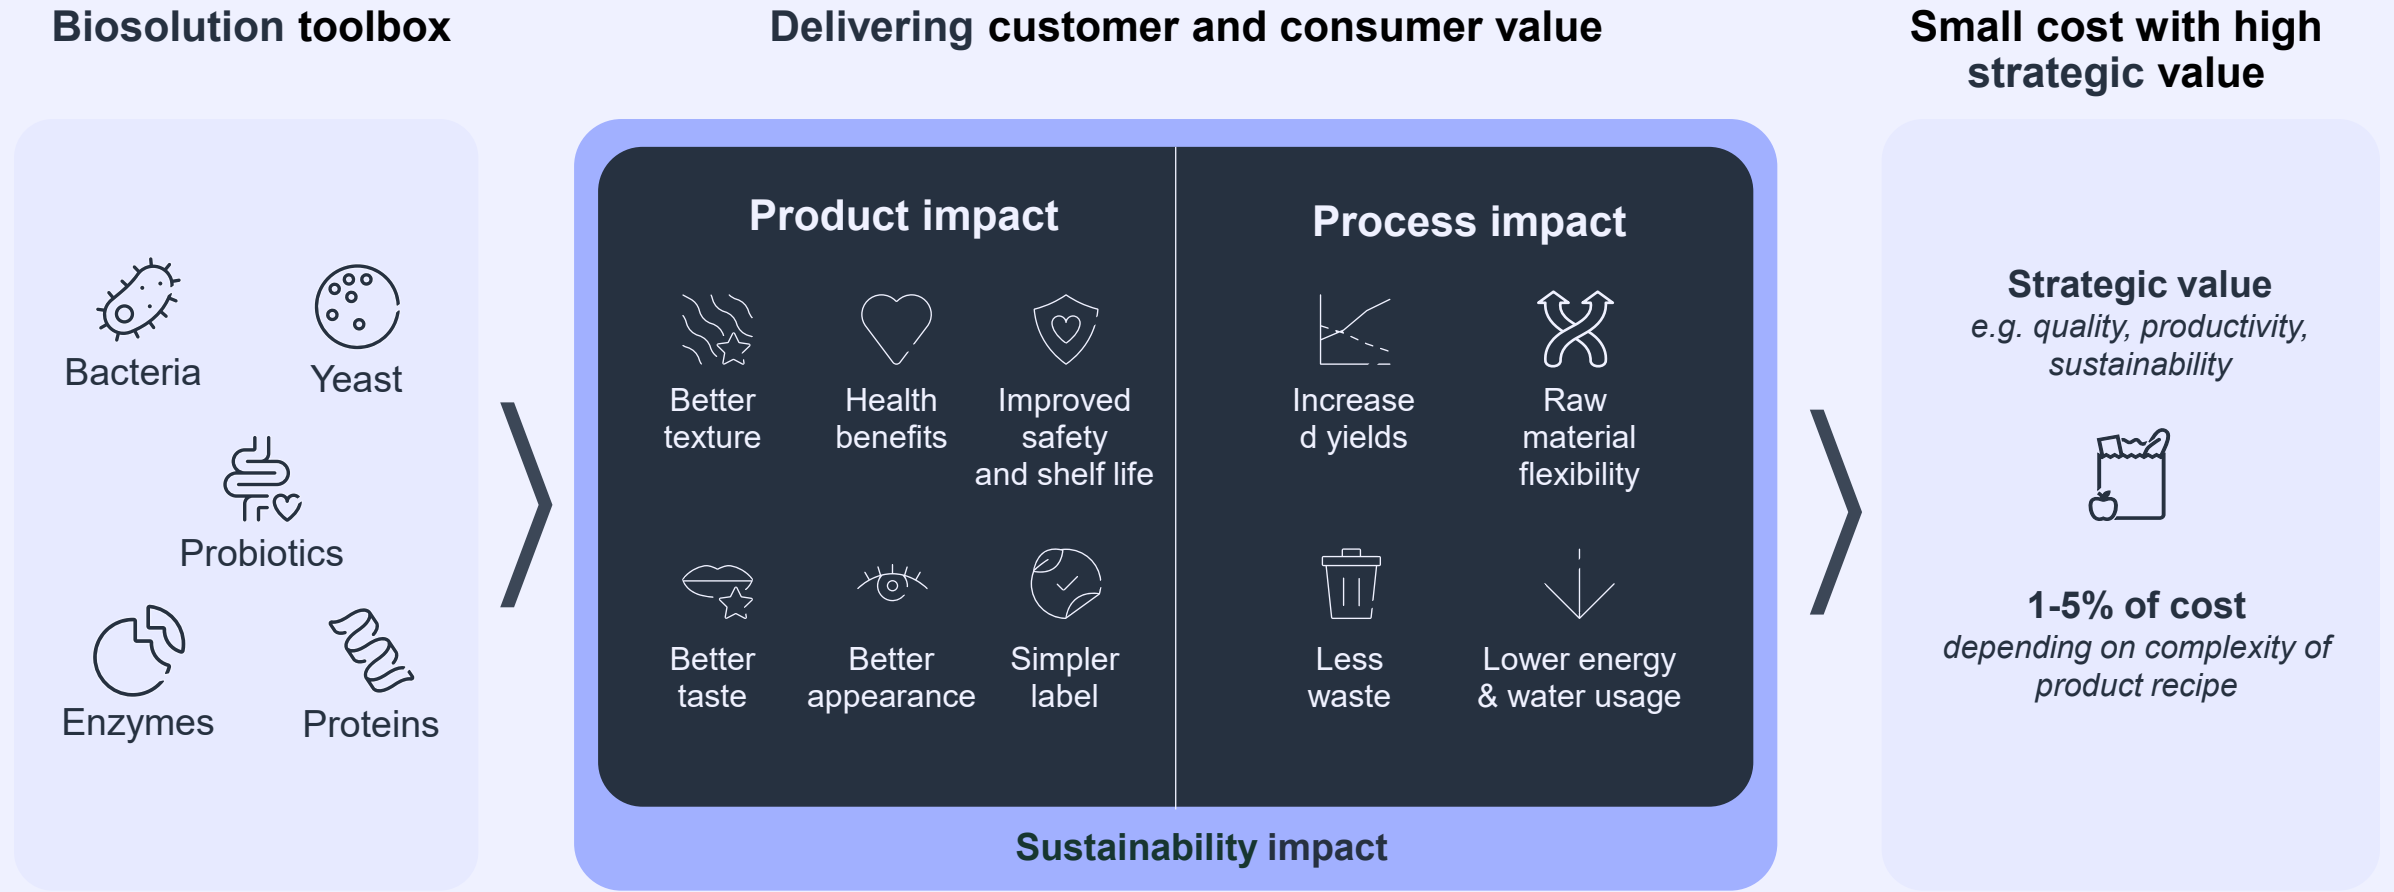 Biosolution toolbox
Bacteria
Yeast
Probiotics
Enzymes
Proteins
Delivering customer and consumer value
Product impact
Better
texture
Health
benefits
Improved
safety
and shelf life
Better
taste
Better
appearance
Simpler
label
Process impact
Increase
d yields
Raw
material
flexibility
Less
waste
Lower energy
& water usage
Sustainability impact
Small cost with high
strategic value
Strategic value
e.g. quality, productivity,
sustainability
1-5% of cost
depending on complexity of
product recipe